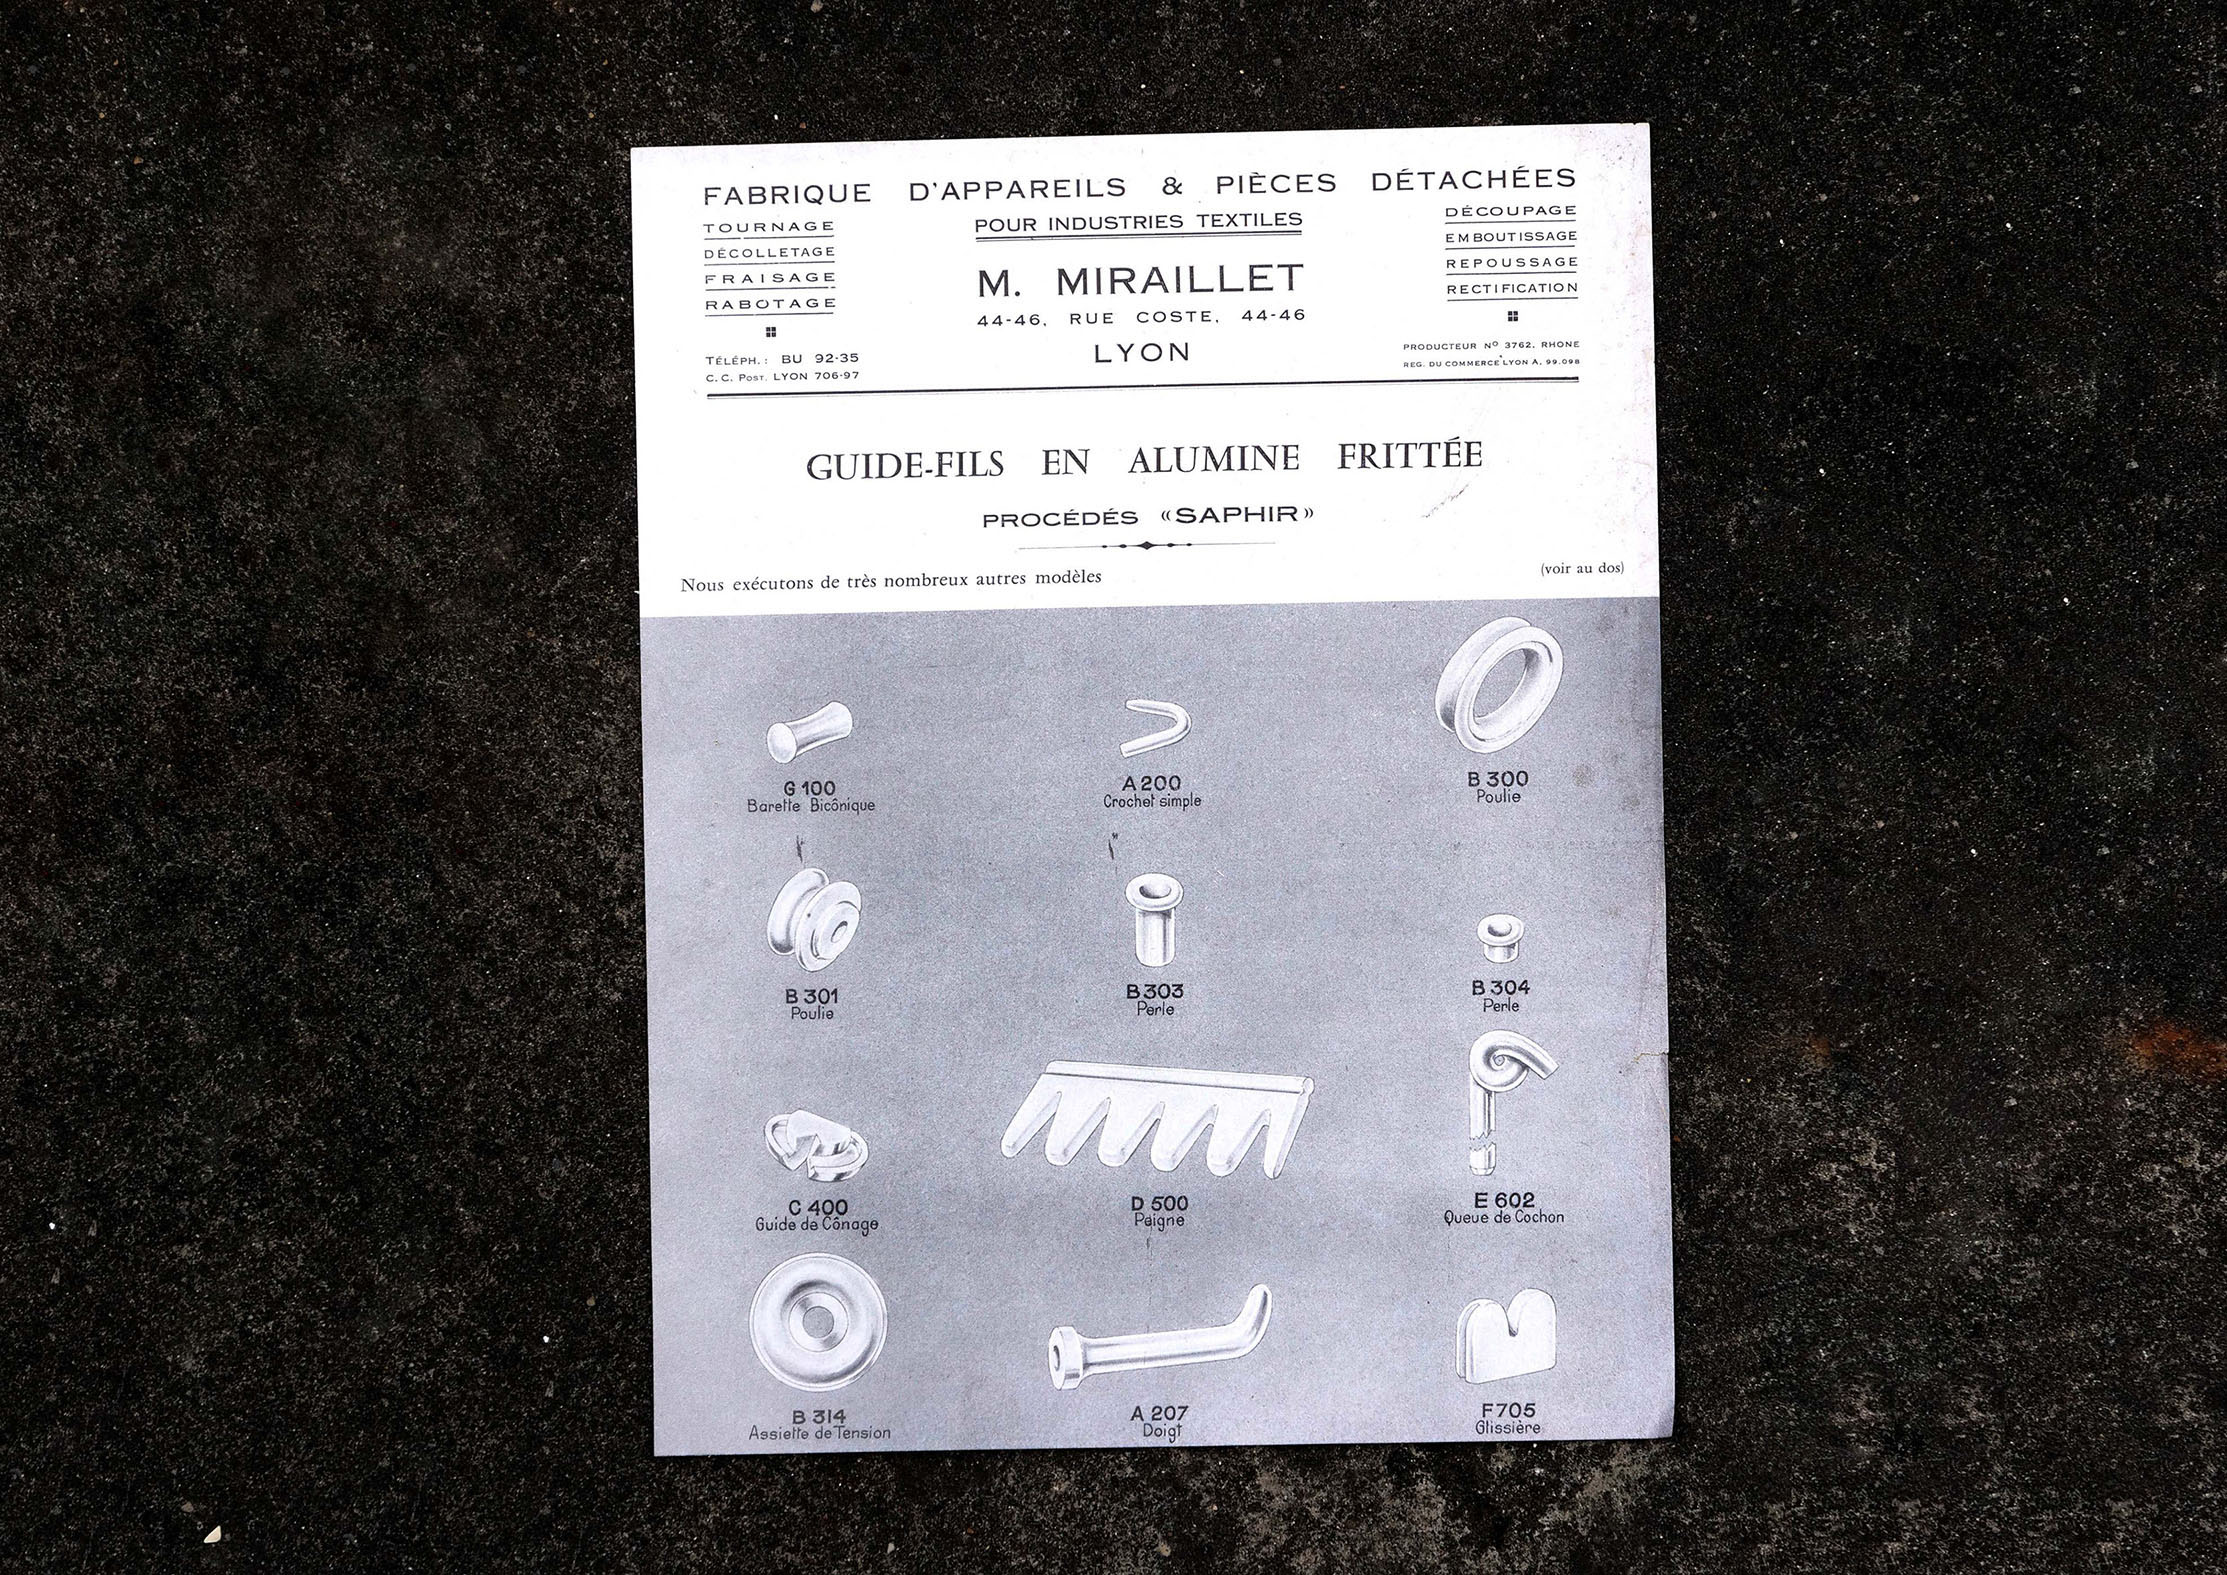 FABRIQUE D'APPAREILS & PIÈCES DÉTACHÉES
POUR INDUSTRIES TEXTILES
TOURNAGE
DÉCOLLETAGE
FRAISAGE
RABOTAGE
TÉLÉPH. : BU 92-35
C. C. POST. LYON 706-97
M. MIRAILLET
44-46, RUE COSTE, 44-46
LYON
DÉCOUPAGE
EMBOUTISSAGE
REPOUSSAGE
RECTIFICATION
PRODUCTEUR Nº 3762, RHONE
REG. DU COMMERCE LYON A. 99.098
GUIDE-FILS EN ALUMINE FRITTÉE
PROCÉDÉS «SAPHIR»
Nous exécutons de très nombreux autres modèles (voir au dos)
G 100
Barette Bicônique
A 200
Crochet simple
B 300
Poulie
B 301
Poulie
B 303
Perle
B 304
Perle
C 400
Guide de Cônage
D 500
Peigne
E 602
Queue de Cochon
B 314
Assiette de Tension
A 207
Doigt
F 705
Glissière